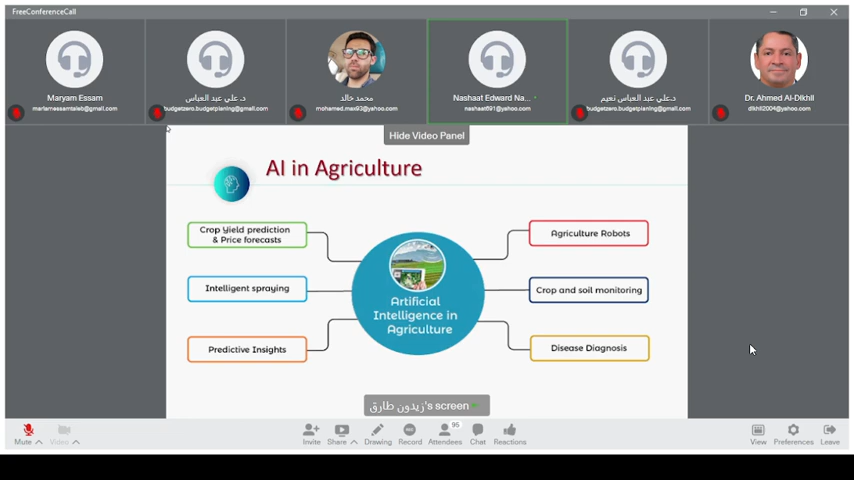 FreeConferenceCall
Maryam Essam
mariamessamtaleb@gmail.com
د.علي عبد العباس
budgetzero.budgetplaning@gmail.com
محمد خالد
mohamed.mas93@yahoo.com
Nashaat Edward Na...
nashaat691@yahoo.com
د.علي عبد العباس نعيم
budgetzero.budgetplaning@gmail.com
Dr. Ahmed Al-Dikhil
dikhil2004@yahoo.com
Hide Video Panel
AI in Agriculture
Crop Yield prediction
& Price forecasts
Intelligent spraying
Predictive Insights
Artificial
Intelligence in
Agriculture
Agriculture Robots
Crop and soil monitoring
Disease Diagnosis
زيدون طارق's screen
Mute
Video
Invite
Share
Drawing
Record
Attendees
95
Chat
Reactions
View
Preferences
Leave